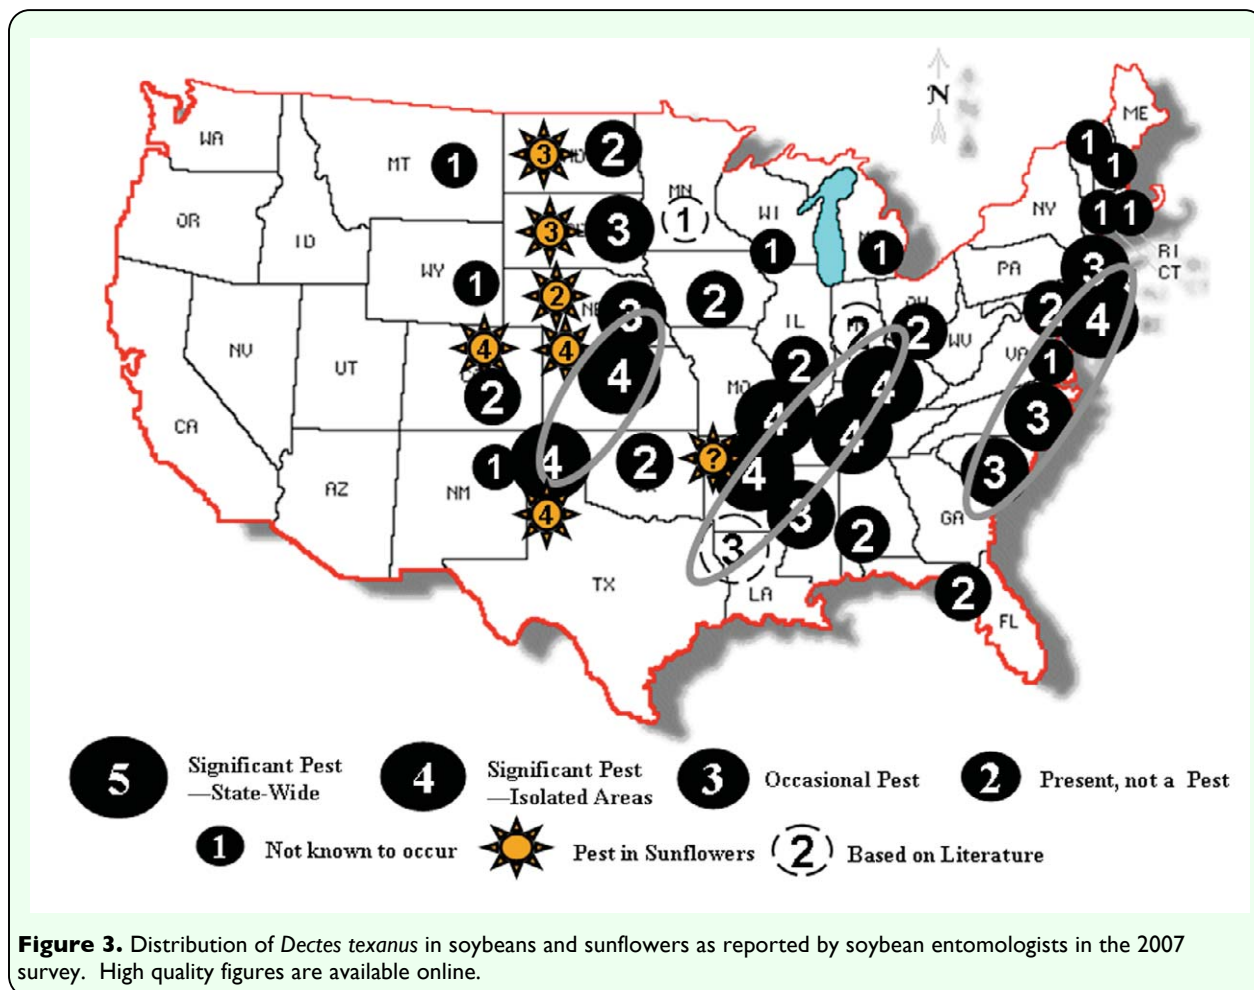 N
WA
MT
1
3
2
ME
1
1
OR
ID
3
3
MN
1
WI
1
1
NY
1
1
RI
CT
WY
1
2
NE
3
2
PA
3
NV
UT
4
4
4
2
IL
2
2
WV
2
4
VA
1
CA
MO
4
4
3
AZ
NM
1
4
4
2
?
4
4
3
3
GA
2
3
TX
LA
2
FL
5 Significant Pest
—State-Wide
4 Significant Pest
—Isolated Areas
3 Occasional Pest
2 Present, not a Pest
1 Not known to occur
Pest in Sunflowers
2 Based on Literature
Figure 3. Distribution of Dectes texanus in soybeans and sunflowers as reported by soybean entomologists in the 2007
survey. High quality figures are available online.